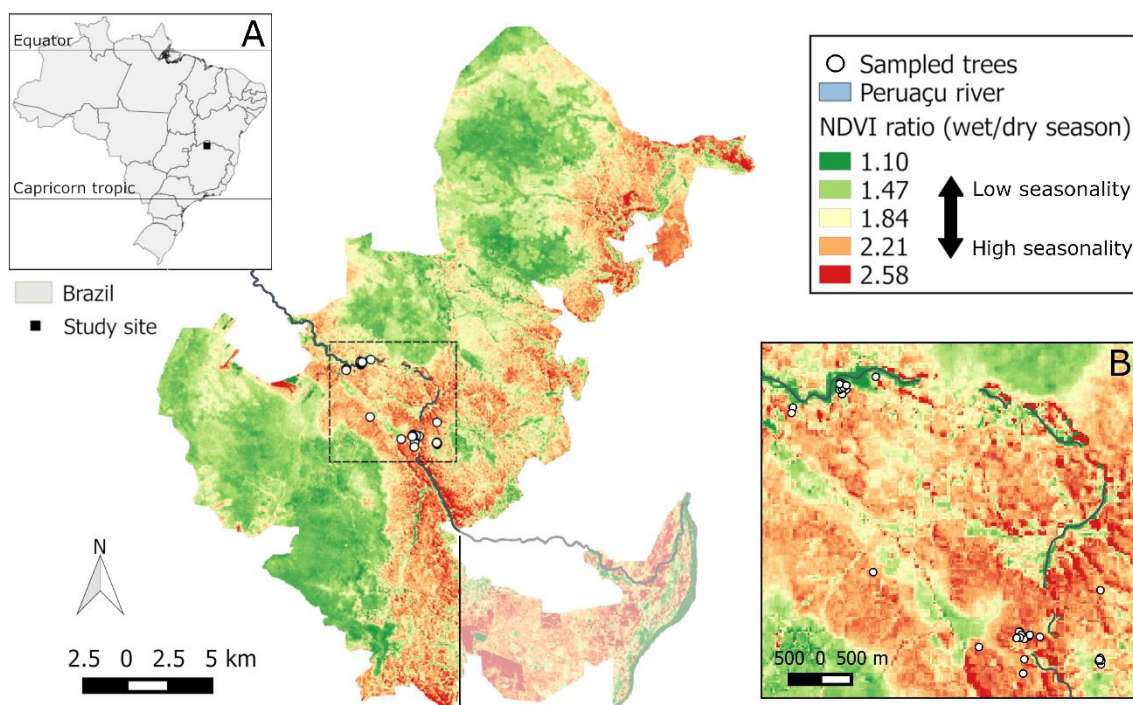 A
Equator
Capricorn tropic
Brazil
Study site
Sampled trees
Peruaçu river
NDVI ratio (wet/dry season)
1.10
1.47
1.84
2.21
2.58
Low seasonality
High seasonality
B
500 0 500 m
N
2.5 0 2.5 5 km